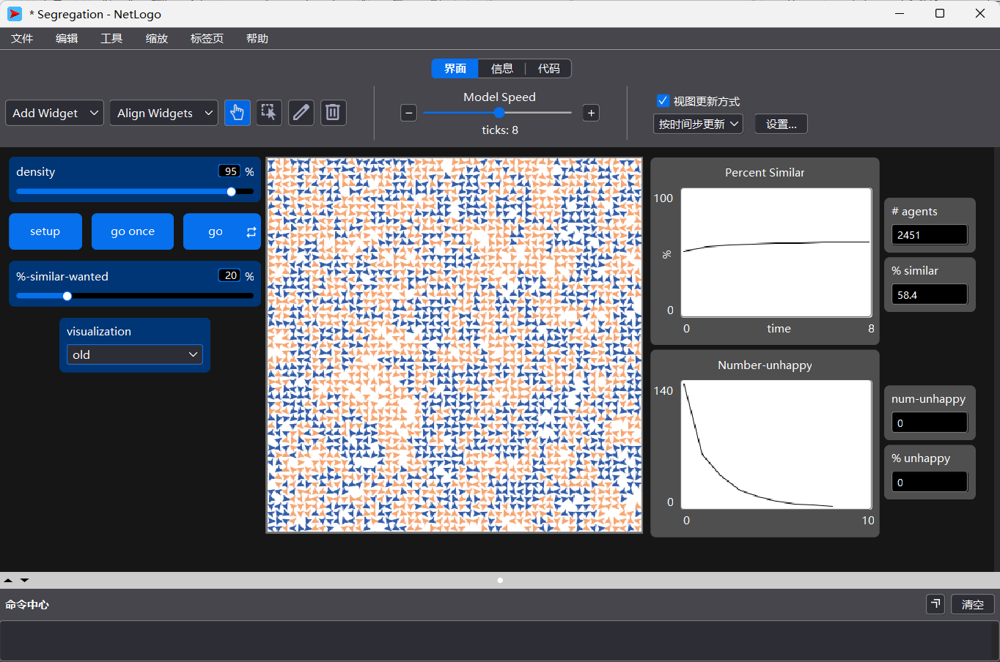 * Segregation - NetLogo
文件 编辑 工具 缩放 标签页 帮助
界面 信息 代码
Add Widget
Align Widgets
Model Speed
ticks: 8
视图更新方式
按时间步更新
设置...
density 95 %
setup
go once
go
%-similar-wanted 20 %
visualization
old
Percent Similar
100
%
0
0 time 8
# agents
2451
% similar
58.4
Number-unhappy
140
0
0 10
num-unhappy
0
% unhappy
0
命令中心
清空